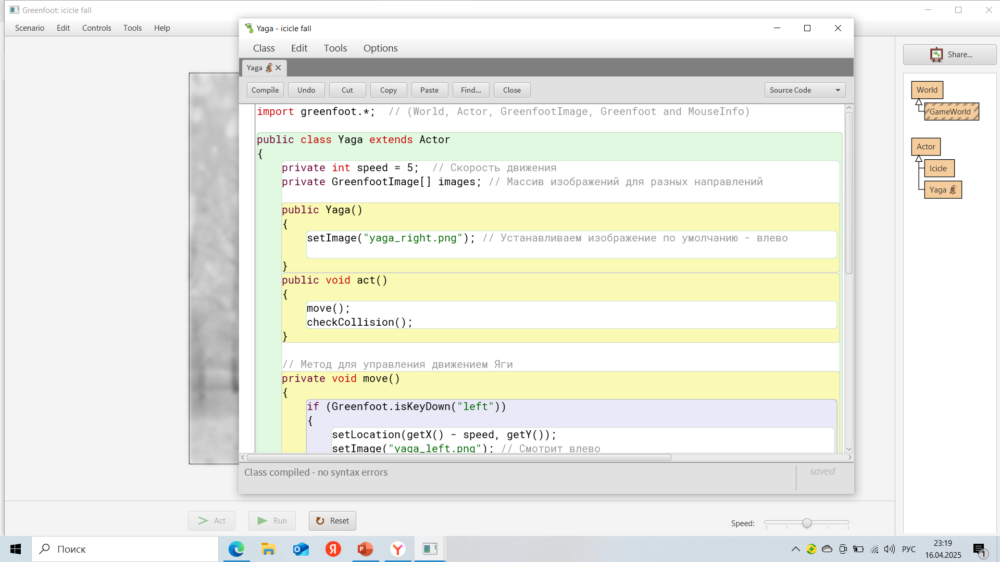 Greenfoot: icicle fall
Scenario Edit Controls Tools Help
Yaga - icicle fall
Class Edit Tools Options
Yaga
Compile Undo Cut Copy Paste Find... Close Source Code
import greenfoot.*;  // (World, Actor, GreenfootImage, Greenfoot and MouseInfo)
public class Yaga extends Actor
{
private int speed = 5;  // Скорость движения
private GreenfootImage[] images; // Массив изображений для разных направлений
public Yaga()
{
setImage("yaga_right.png"); // Устанавливаем изображение по умолчанию - влево
}
public void act()
{
move();
checkCollision();
}
// Метод для управления движением Яги
private void move()
{
if (Greenfoot.isKeyDown("left"))
{
setLocation(getX() - speed, getY());
setImage("yaga_left.png"); // Смотрит влево
Class compiled - no syntax errors
saved
Share...
World
GameWorld
Actor
Icicle
Yaga
Act Run Reset Speed:
Поиск
РУС
23:19
16.04.2025
1